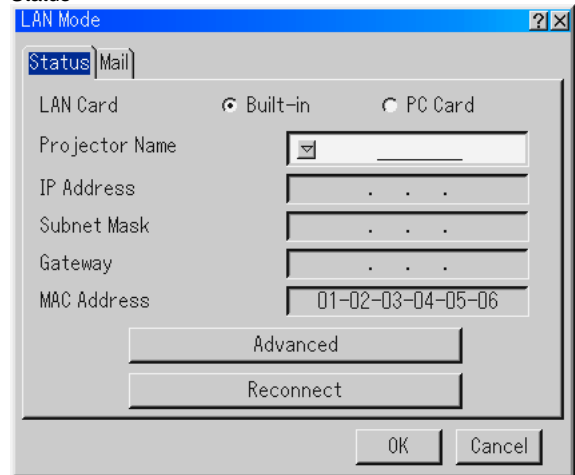 Status
LAN Mode ? ×
Status Mail
LAN Card Built-in PC Card
Projector Name
IP Address . . .
Subnet Mask . . .
Gateway . . .
MAC Address 01-02-03-04-05-06
Advanced
Reconnect
OK Cancel